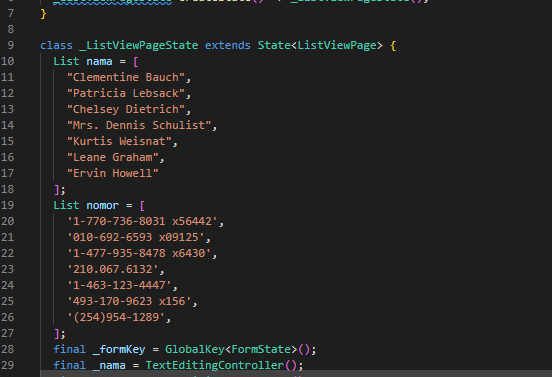 7 }
8
9 class _ListViewPageState extends State<ListViewPage> {
10 List nama = [
11 "Clementine Bauch",
12 "Patricia Lebsack",
13 "Chelsey Dietrich",
14 "Mrs. Dennis Schulist",
15 "Kurtis Weisnat",
16 "Leane Graham",
17 "Ervin Howell"
18 ];
19 List nomor = [
20 '1-770-736-8031 x56442',
21 '010-692-6593 x09125',
22 '1-477-935-8478 x6430',
23 '210.067.6132',
24 '1-463-123-4447',
25 '493-170-9623 x156',
26 '(254)954-1289',
27 ];
28 final _formKey = GlobalKey<FormState>();
29 final _nama = TextEditingController();